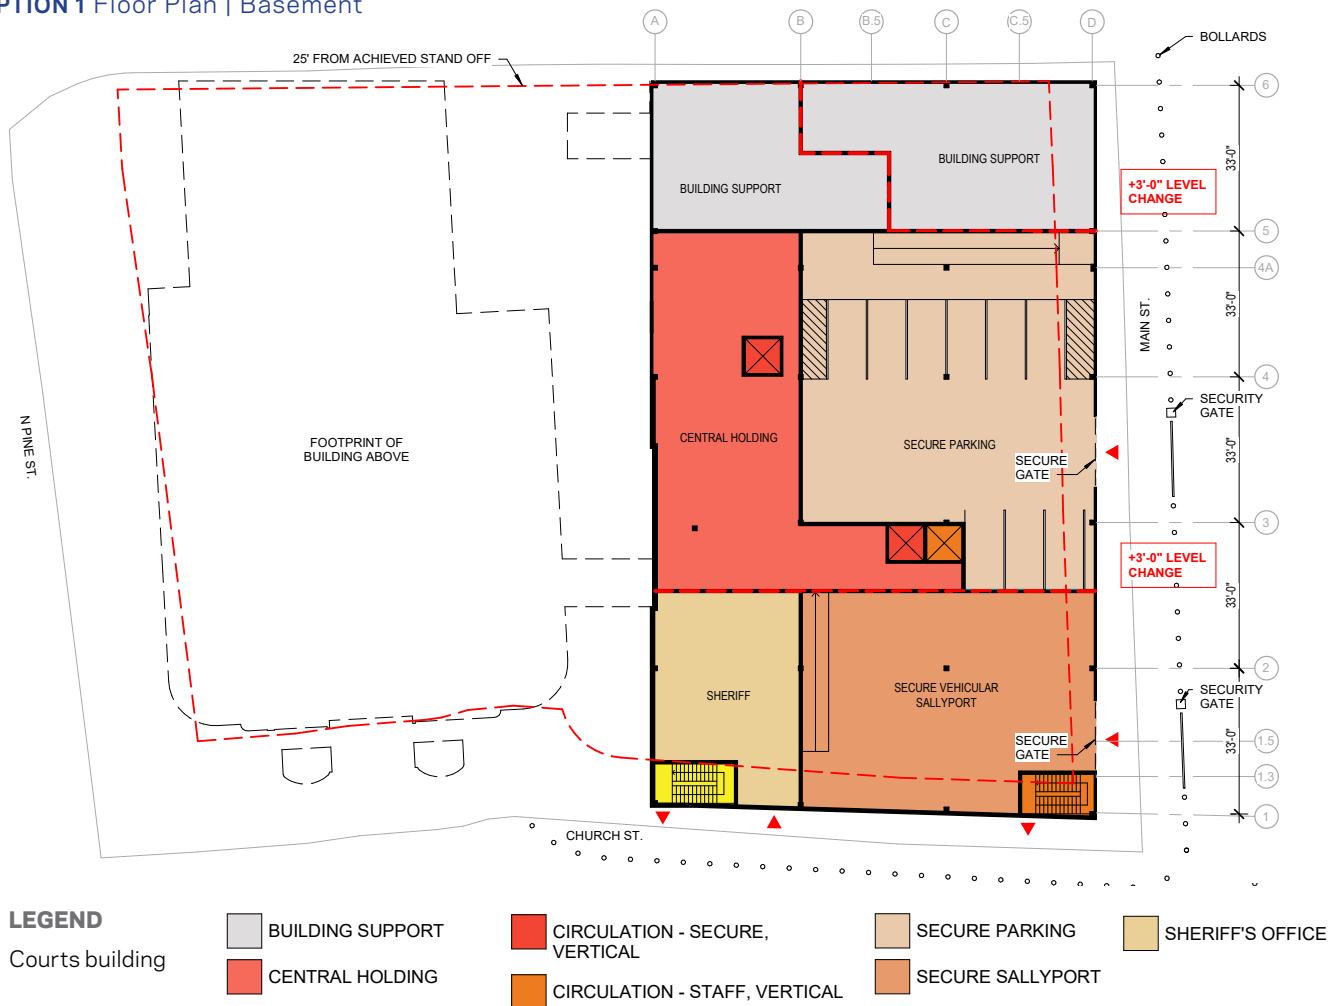 PTION 1 Floor Plan | Basement
A
B
B.5
C
C.5
D
BOLLARDS
25' FROM ACHIEVED STAND OFF
6
33'-0"
BUILDING SUPPORT
BUILDING SUPPORT
+3'-0" LEVEL
CHANGE
5
4A
33'-0"
MAIN ST.
4
SECURITY
GATE
N PINE ST.
FOOTPRINT OF
BUILDING ABOVE
CENTRAL HOLDING
SECURE PARKING
SECURE
GATE
33'-0"
3
+3'-0" LEVEL
CHANGE
33'-0"
2
SHERIFF
SECURE VEHICULAR
SALLYPORT
SECURITY
GATE
SECURE
GATE
33'-0"
1.5
1.3
1
CHURCH ST.
LEGEND
Courts building
BUILDING SUPPORT
CENTRAL HOLDING
CIRCULATION - SECURE,
VERTICAL
CIRCULATION - STAFF, VERTICAL
SECURE PARKING
SECURE SALLYPORT
SHERIFF'S OFFICE